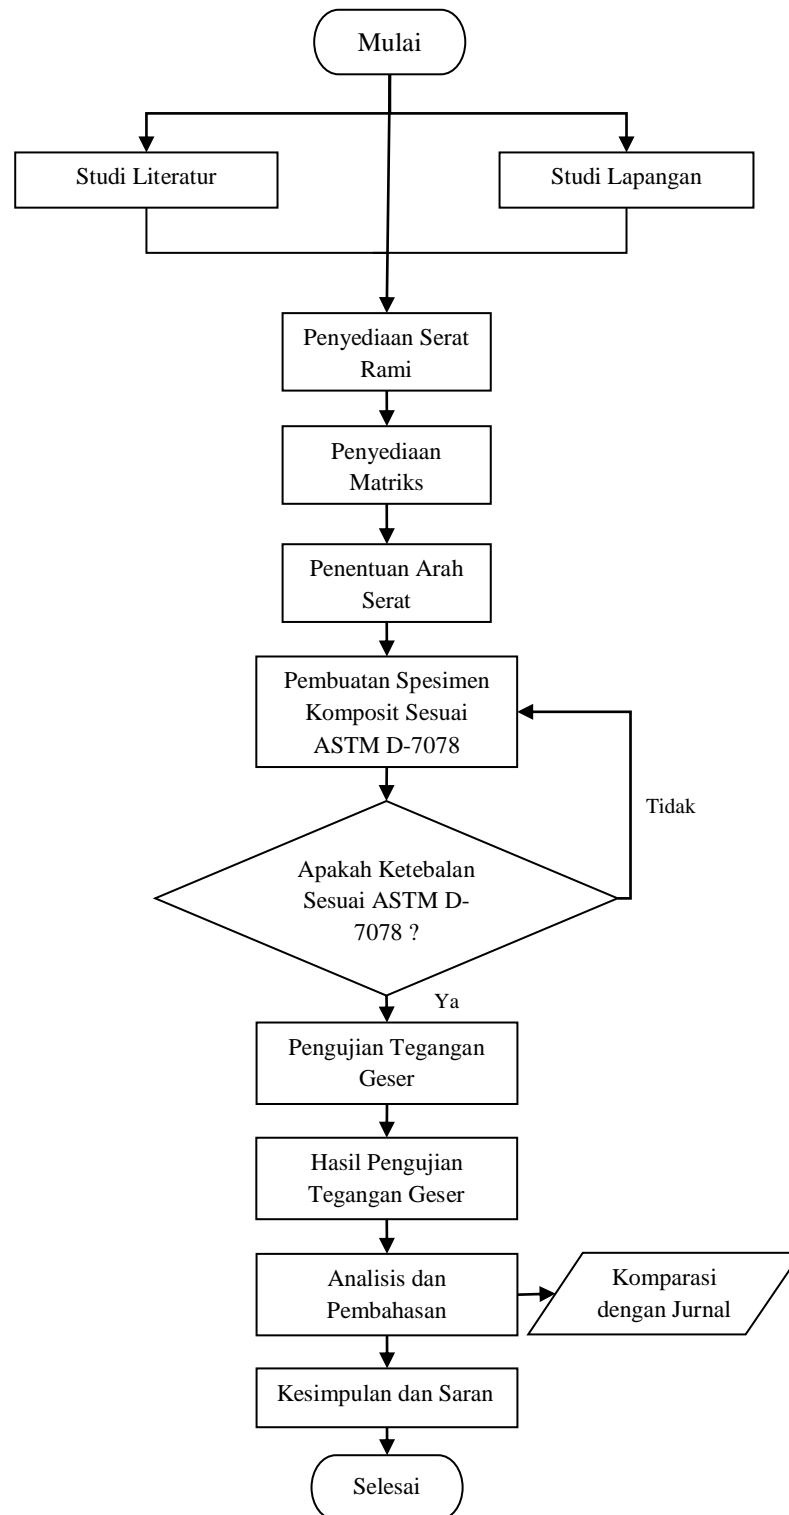 Mulai
Studi Literatur
Studi Lapangan
Penyediaan Serat
Rami
Penyediaan
Matriks
Penentuan Arah
Serat
Pembuatan Spesimen
Komposit Sesuai
ASTM D-7078
Tidak
Apakah Ketebalan
Sesuai ASTM D-
7078 ?
Ya
Pengujian Tegangan
Geser
Hasil Pengujian
Tegangan Geser
Analisis dan
Pembahasan
Komparasi
dengan Jurnal
Kesimpulan dan Saran
Selesai